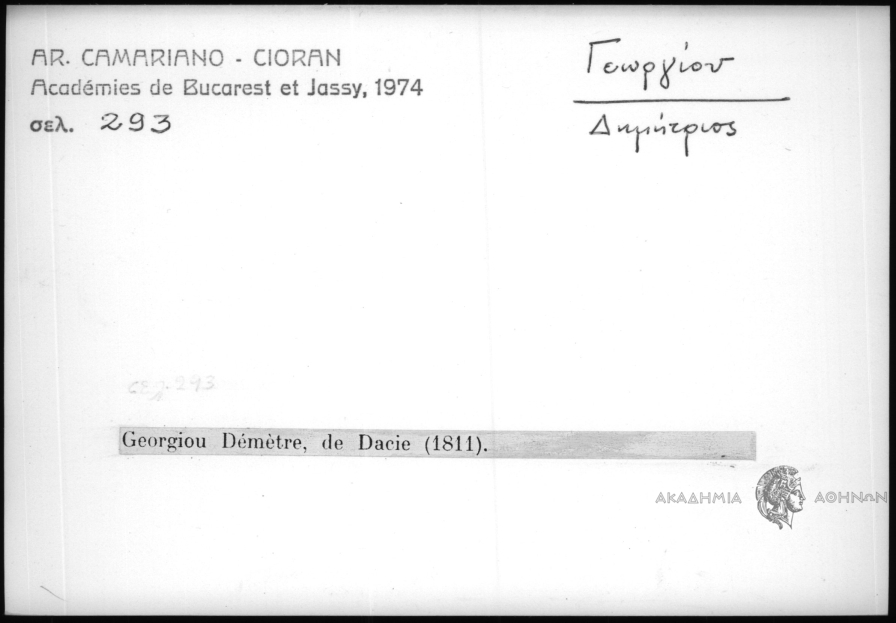 AR. CAMARIANO - CIORAN
Académies de Bucarest et Jassy, 1974
σελ. 293
Γεωργίου
Δημήτριος
σελ. 293
Georgiou Démètre, de Dacie (1811).
ΑΚΑΔΗΜΙΑ ΑΘΗΝΩΝ